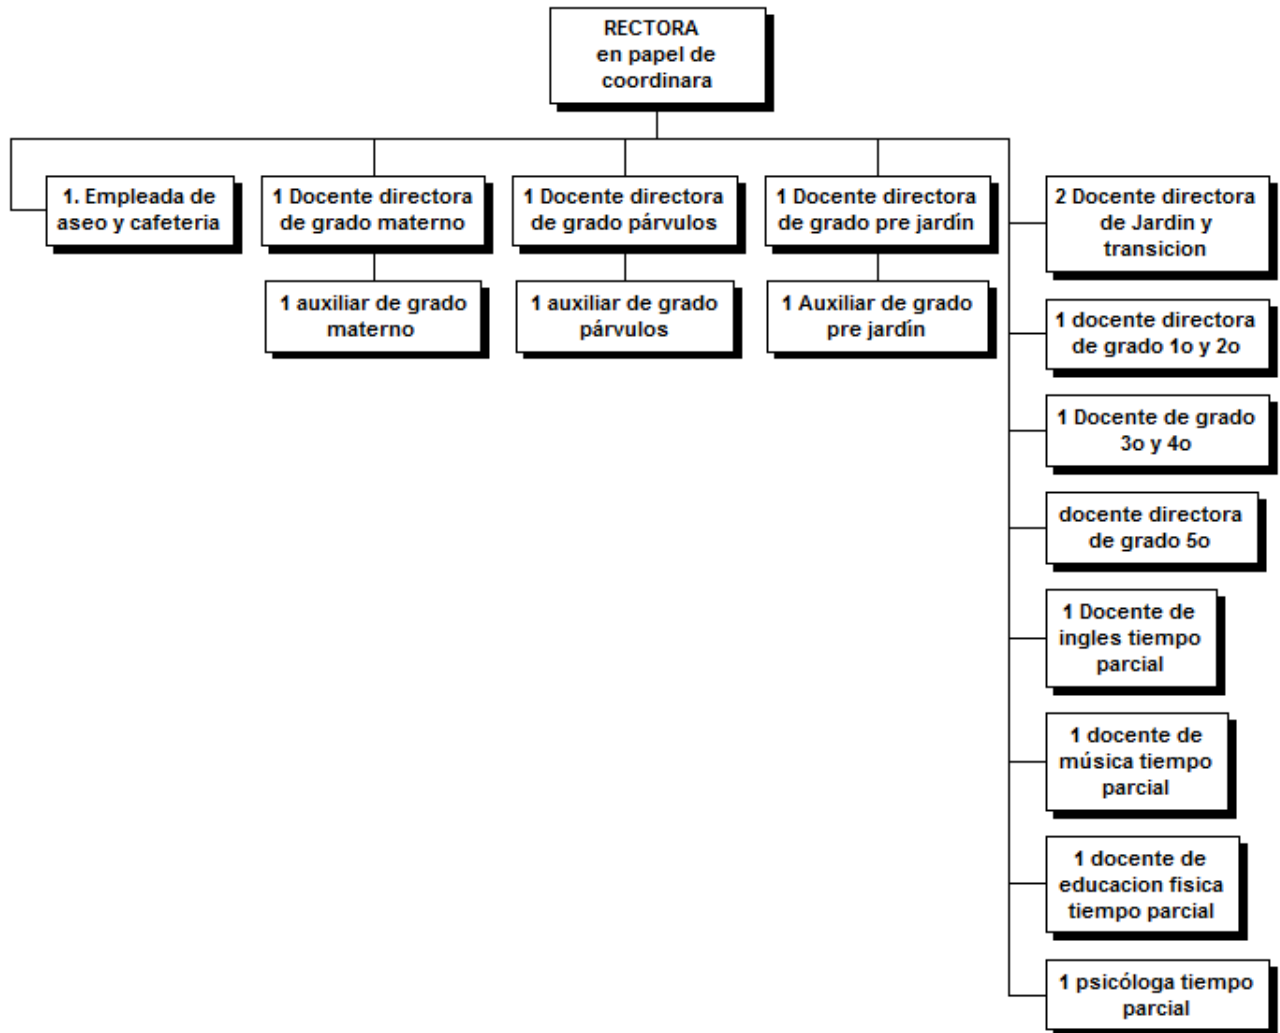 RECTORA
en papel de
coordinara
1. Empleada de
aseo y cafeteria
1 Docente directora
de grado materno
1 Docente directora
de grado párvulos
1 Docente directora
de grado pre jardín
2 Docente directora
de Jardin y
transicion
1 auxiliar de grado
materno
1 auxiliar de grado
párvulos
1 Auxiliar de grado
pre jardín
1 docente directora
de grado 1o y 2o
1 Docente de grado
3o y 4o
docente directora
de grado 5o
1 Docente de
ingles tiempo
parcial
1 docente de
música tiempo
parcial
1 docente de
educacion fisica
tiempo parcial
1 psicóloga tiempo
parcial